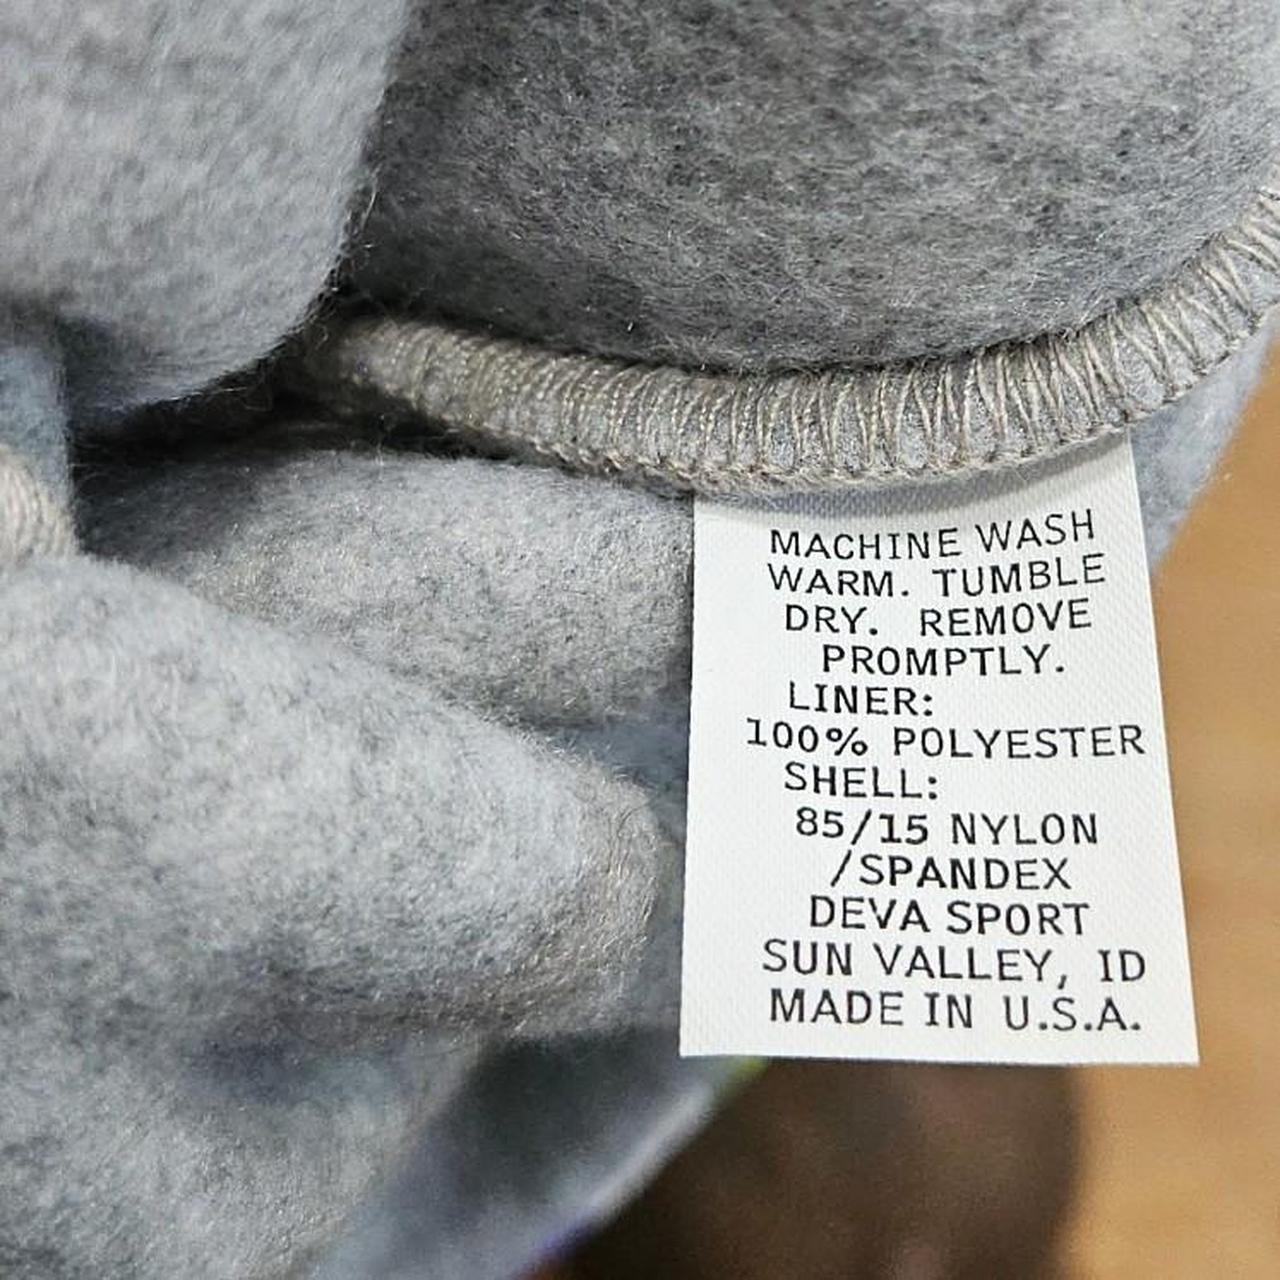 MACHINE WASH
WARM. TUMBLE
DRY. REMOVE
PROMPTLY.
LINER:
100% POLYESTER
SHELL:
85/15 NYLON
/SPANDEX
DEVA SPORT
SUN VALLEY, ID
MADE IN U.S.A.